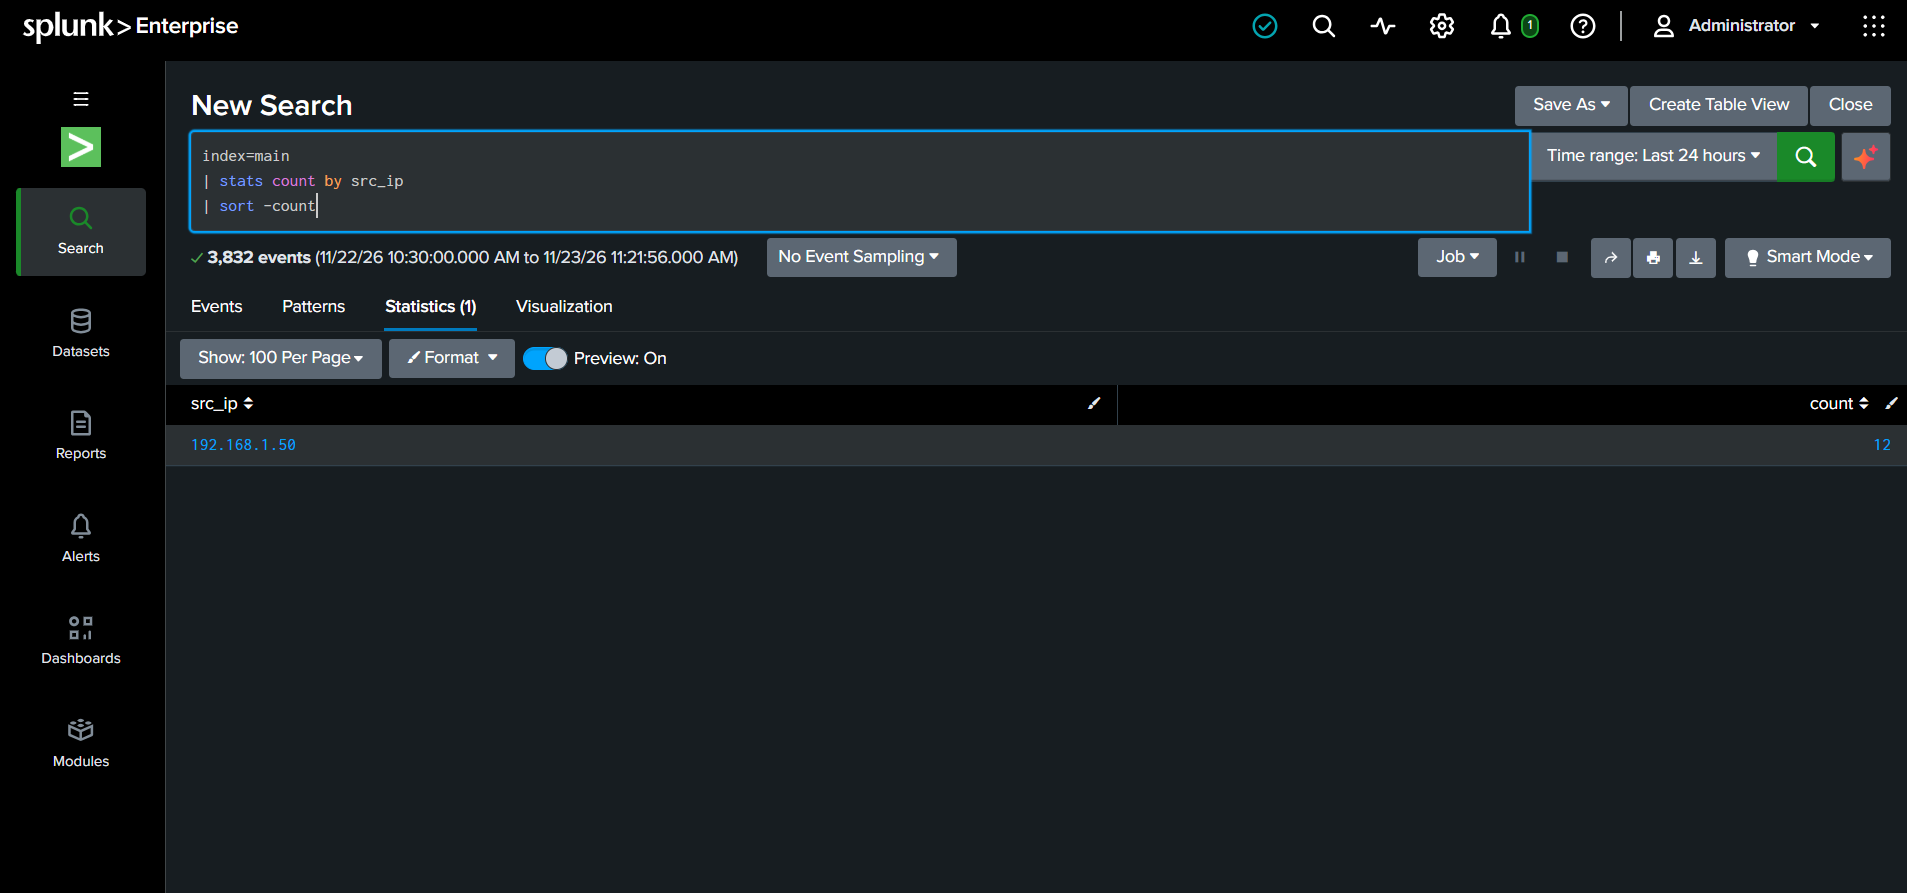 splunk> Enterprise
1
Administrator
New Search
Save As
Create Table View
Close
index=main
| stats count by src_ip
| sort -count
Time range: Last 24 hours
3,832 events (11/22/26 10:30:00.000 AM to 11/23/26 11:21:56.000 AM)
No Event Sampling
Job
Smart Mode
Events
Patterns
Statistics (1)
Visualization
Show: 100 Per Page
Format
Preview: On
src_ip
count
192.168.1.50
12
Search
Datasets
Reports
Alerts
Dashboards
Modules